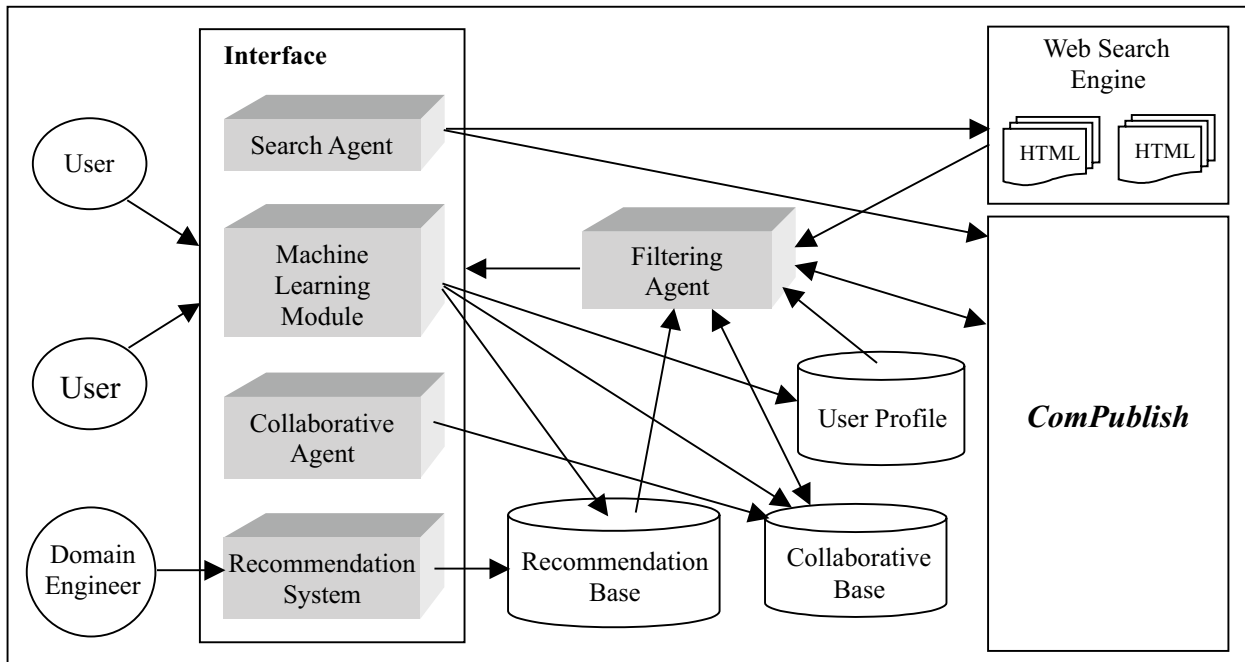 Interface
Search Agent
Machine
Learning
Module
Collaborative
Agent
Recommendation
System
User
User
Domain
Engineer
Filtering
Agent
User Profile
Recommendation
Base
Collaborative
Base
Web Search
Engine
HTML
HTML
ComPublish